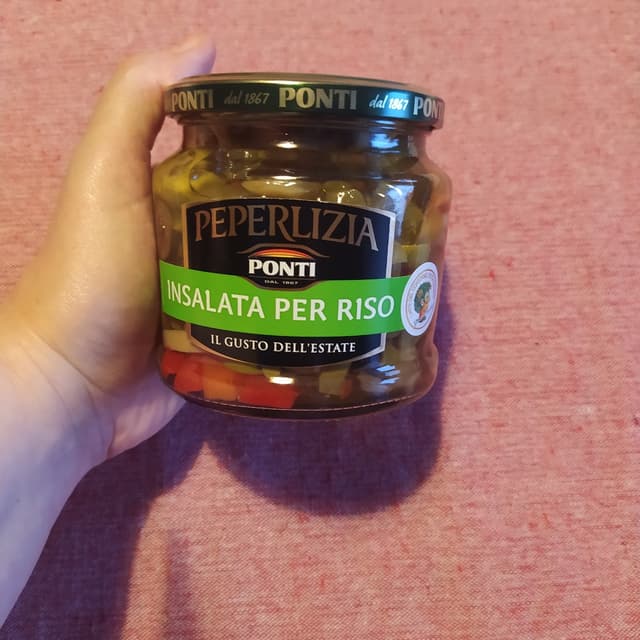 PONTI dal 1867 PONTI dal 1867 PONTI
PEPERLIZIA
PONTI
DAL 1867
INSALATA PER RISO
IL GUSTO DELL'ESTATE